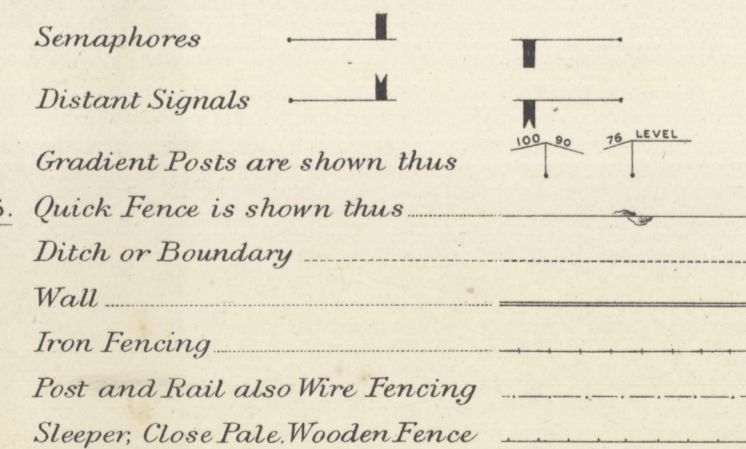 Semaphores
Distant Signals
Gradient Posts are shown thus 100 90 76 LEVEL
Quick Fence is shown thus
Ditch or Boundary
Wall
Iron Fencing
Post and Rail also Wire Fencing
Sleeper, Close Pale, Wooden Fence